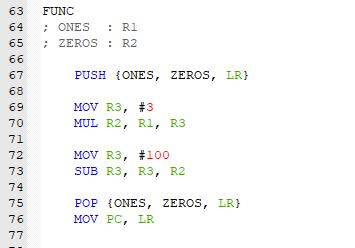 63 FUNC
64 ; ONES : R1
65 ; ZEROS : R2
66
67 PUSH {ONES, ZEROS, LR}
68
69 MOV R3, #3
70 MUL R2, R1, R3
71
72 MOV R3, #100
73 SUB R3, R3, R2
74
75 POP {ONES, ZEROS, LR}
76 MOV PC, LR
77